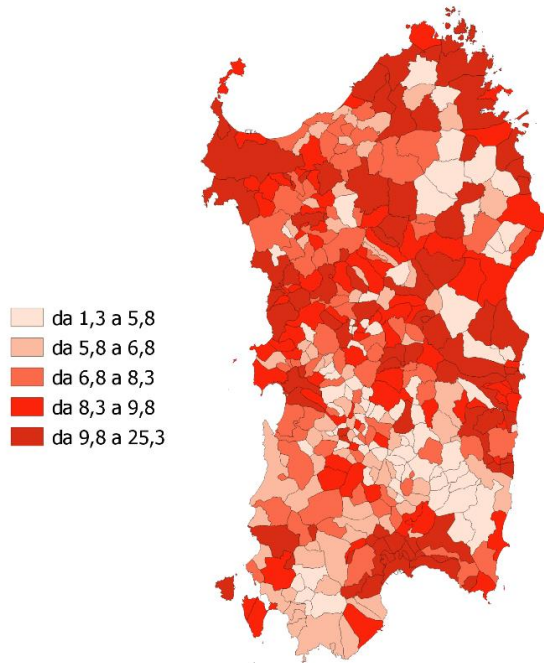 da 1,3 a 5,8
da 5,8 a 6,8
da 6,8 a 8,3
da 8,3 a 9,8
da 9,8 a 25,3